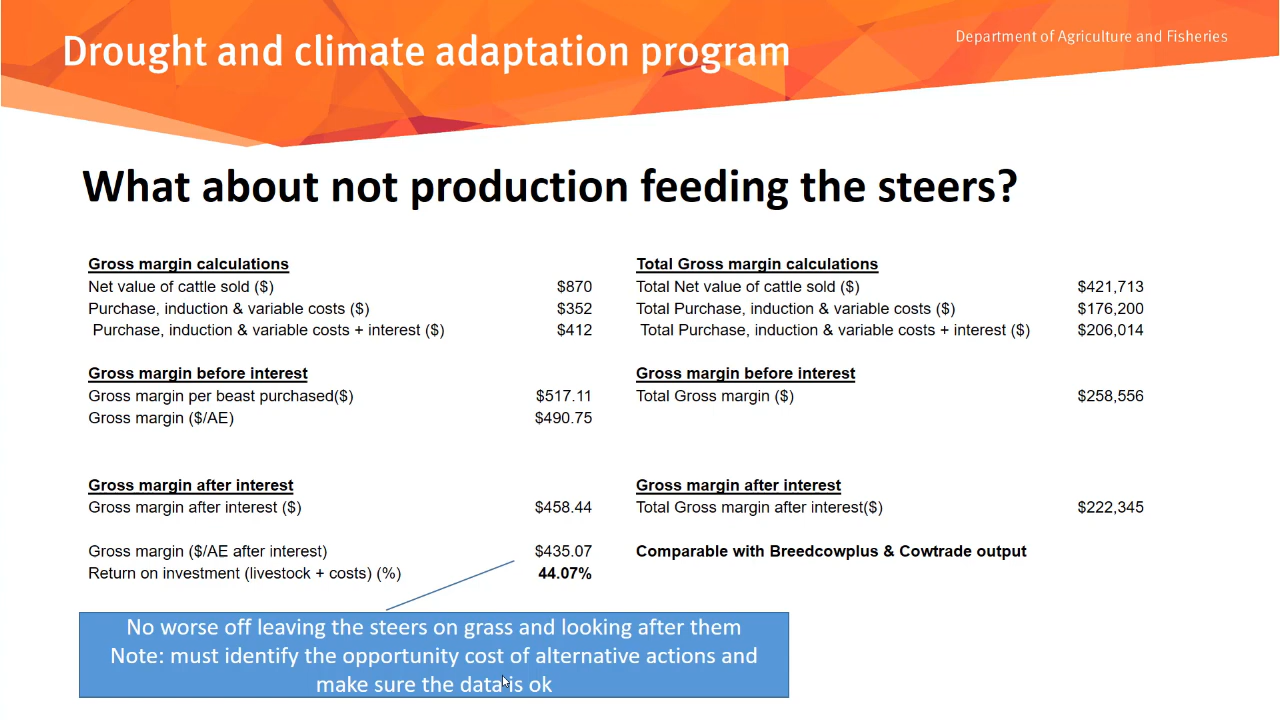 Drought and climate adaptation program
Department of Agriculture and Fisheries
What about not production feeding the steers?
Gross margin calculations
Net value of cattle sold ($) $870
Purchase, induction & variable costs ($) $352
Purchase, induction & variable costs + interest ($) $412
Gross margin before interest
Gross margin per beast purchased($) $517.11
Gross margin ($/AE) $490.75
Gross margin after interest
Gross margin after interest ($) $458.44
Gross margin ($/AE after interest) $435.07
Return on investment (livestock + costs) (%) 44.07%
Total Gross margin calculations
Total Net value of cattle sold ($) $421,713
Total Purchase, induction & variable costs ($) $176,200
Total Purchase, induction & variable costs + interest ($) $206,014
Gross margin before interest
Total Gross margin ($) $258,556
Gross margin after interest
Total Gross margin after interest($) $222,345
Comparable with Breedcowplus & Cowtrade output
No worse off leaving the steers on grass and looking after them
Note: must identify the opportunity cost of alternative actions and
make sure the data is ok